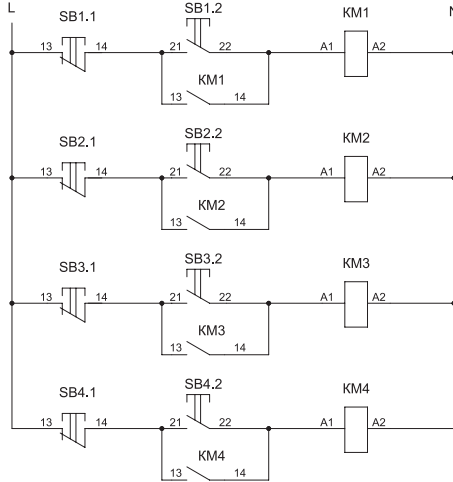 L
SB1.2
KM1
N
SB1.1
13 14 21 22 A1 A2
KM1
13 14
SB2.2
KM2
SB2.1
13 14 21 22 A1 A2
KM2
13 14
SB3.2
KM3
SB3.1
13 14 21 22 A1 A2
KM3
13 14
SB4.2
KM4
SB4.1
13 14 21 22 A1 A2
KM4
13 14